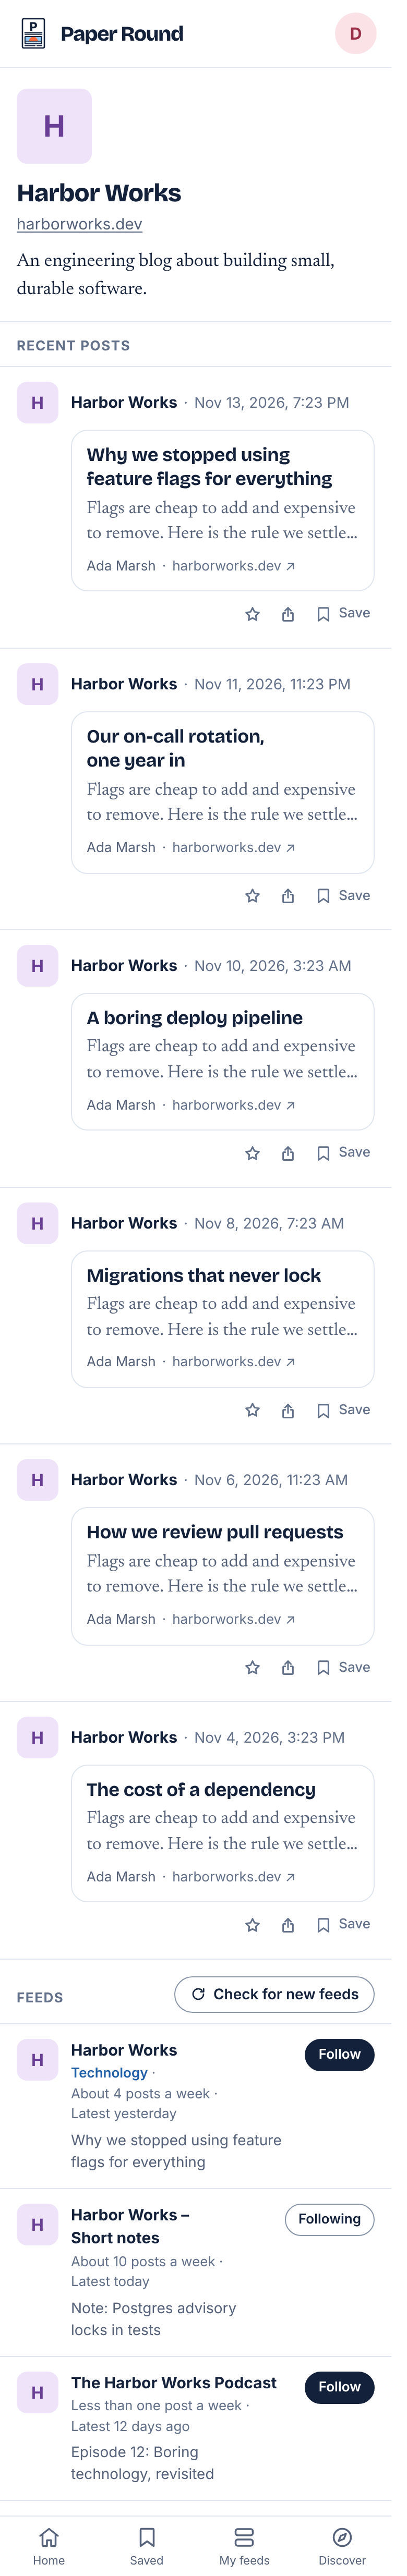 P
Paper Round
D
H
Harbor Works
harborworks.dev
An engineering blog about building small,
durable software.
RECENT POSTS
H
Harbor Works · Nov 13, 2026, 7:23 PM
Why we stopped using
feature flags for everything
Flags are cheap to add and expensive
to remove. Here is the rule we settle...
Ada Marsh · harborworks.dev ↗
Save
H
Harbor Works · Nov 11, 2026, 11:23 PM
Our on-call rotation,
one year in
Flags are cheap to add and expensive
to remove. Here is the rule we settle...
Ada Marsh · harborworks.dev ↗
Save
H
Harbor Works · Nov 10, 2026, 3:23 AM
A boring deploy pipeline
Flags are cheap to add and expensive
to remove. Here is the rule we settle...
Ada Marsh · harborworks.dev ↗
Save
H
Harbor Works · Nov 8, 2026, 7:23 AM
Migrations that never lock
Flags are cheap to add and expensive
to remove. Here is the rule we settle...
Ada Marsh · harborworks.dev ↗
Save
H
Harbor Works · Nov 6, 2026, 11:23 AM
How we review pull requests
Flags are cheap to add and expensive
to remove. Here is the rule we settle...
Ada Marsh · harborworks.dev ↗
Save
H
Harbor Works · Nov 4, 2026, 3:23 PM
The cost of a dependency
Flags are cheap to add and expensive
to remove. Here is the rule we settle...
Ada Marsh · harborworks.dev ↗
Save
FEEDS
Check for new feeds
H
Harbor Works
Technology ·
About 4 posts a week ·
Latest yesterday
Why we stopped using feature
flags for everything
Follow
H
Harbor Works –
Short notes
About 10 posts a week ·
Latest today
Note: Postgres advisory
locks in tests
Following
H
The Harbor Works Podcast
Less than one post a week ·
Latest 12 days ago
Episode 12: Boring
technology, revisited
Follow
Home
Saved
My feeds
Discover